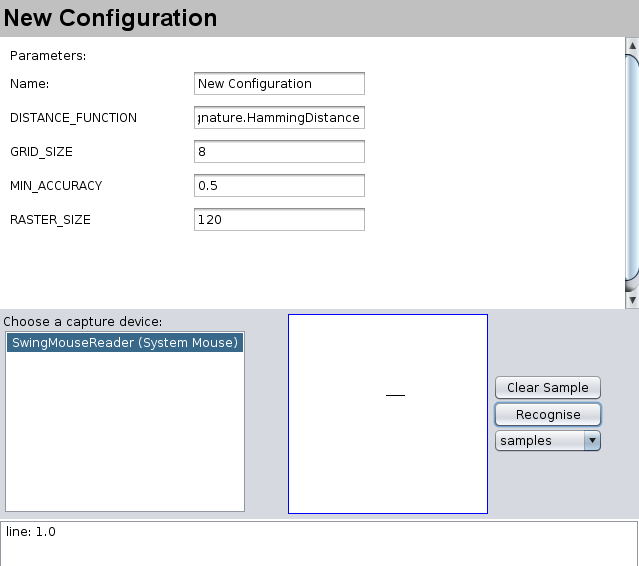 New Configuration
Parameters:
Name: New Configuration
DISTANCE_FUNCTION gnature.HammingDistance
GRID_SIZE 8
MIN_ACCURACY 0.5
RASTER_SIZE 120
Choose a capture device:
SwingMouseReader (System Mouse)
Clear Sample
Recognise
samples
line: 1.0